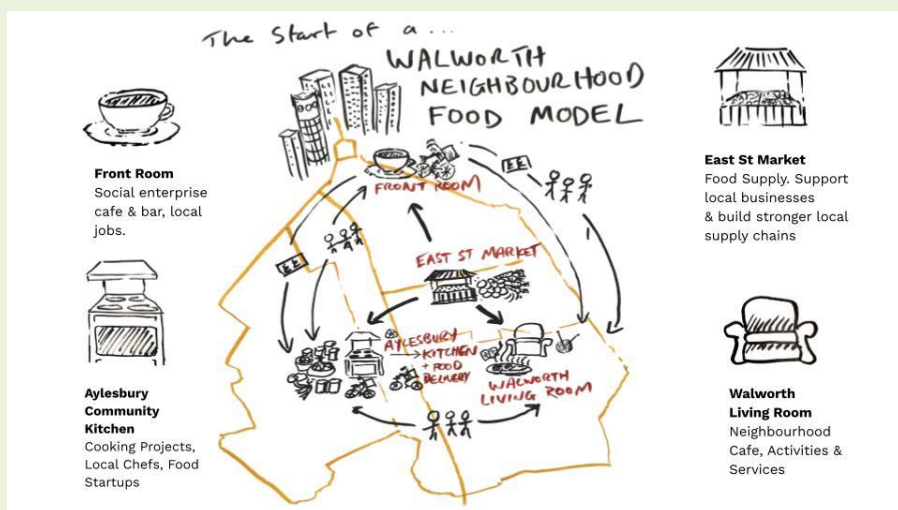 The Start of a ...
WALWORTH
NEIGHBOURHOOD
FOOD MODEL
Front Room
Social enterprise
cafe & bar, local
jobs.
East St Market
Food Supply. Support
local businesses
& build stronger local
supply chains
FRONT ROOM
££
££
EAST ST MARKET
AYLESBURY
KITCHEN
+ FOOD
DELIVERY
WALWORTH
LIVING ROOM
Aylesbury
Community
Kitchen
Cooking Projects,
Local Chefs, Food
Startups
Walworth
Living Room
Neighbourhood
Cafe, Activities &
Services